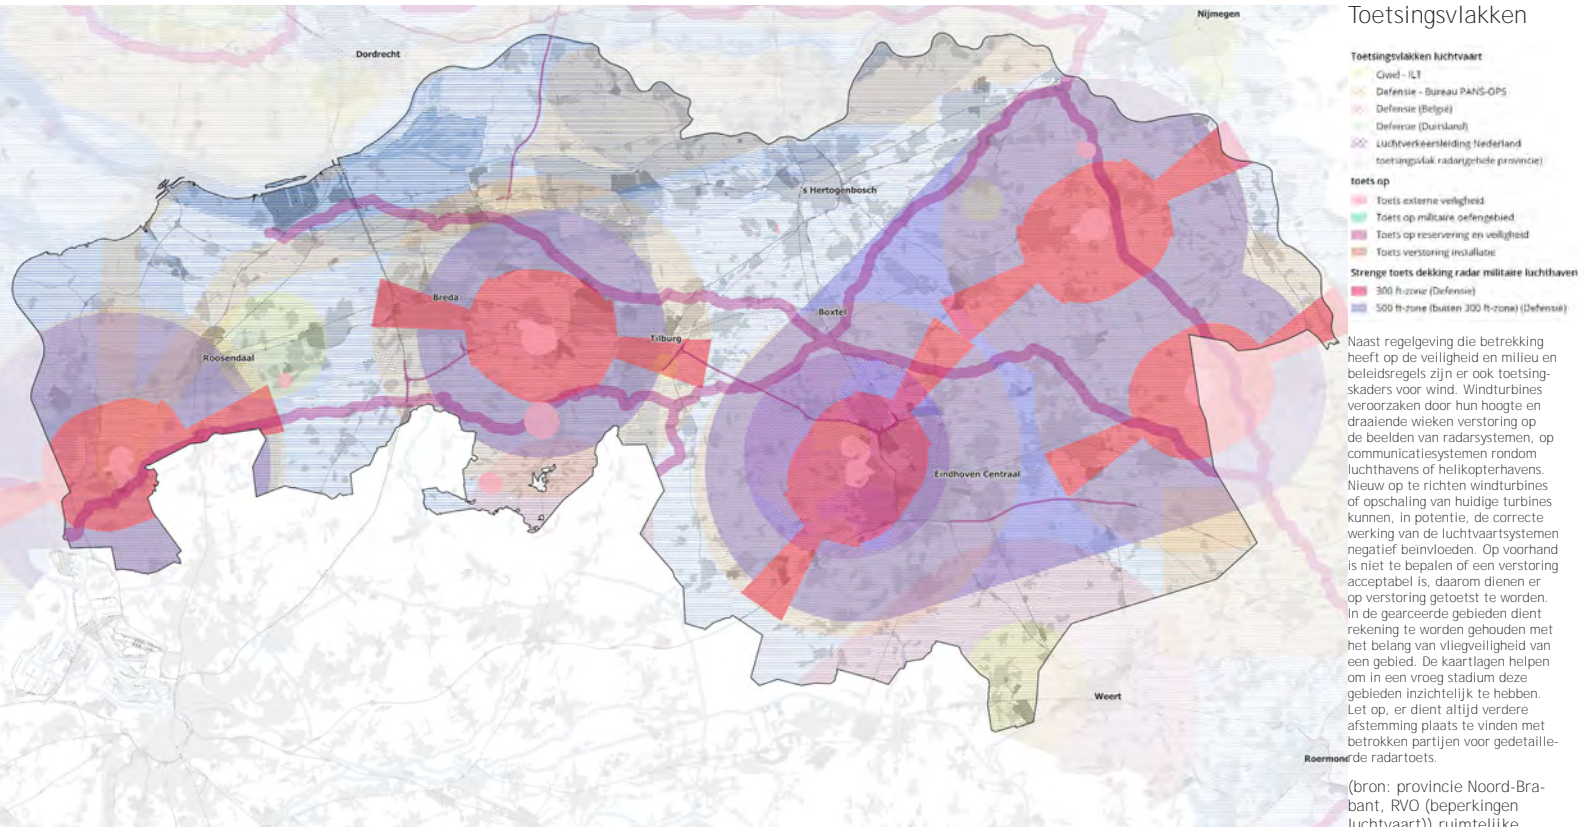 Nijmegen
Dordrecht
's Hertogenbosch
Breda
Boxtel
Tilburg
Roosendaal
Eindhoven Centraal
Weert
Roermond
Toetsingsvlakken
Toetsingsvlakken luchtvaart
Civiel - ILT
Defensie - Bureau PANS-OPS
Defensie (België)
Defensie (Duitsland)
Luchtverkeersleiding Nederland
toetsingsvlak radar(gehele provincie)
toets op
Toets externe veiligheid
Toets op militaire oefengebied
Toets op reservering en veiligheid
Toets verstoring installatie
Strenge toets dekking radar militaire luchthaven
300 ft-zone (Defensie)
500 ft-zone (buiten 300 ft-zone) (Defensie)
Naast regelgeving die betrekking
heeft op de veiligheid en milieu en
beleidsregels zijn er ook toetsing-
skaders voor wind. Windturbines
veroorzaken door hun hoogte en
draaiende wieken verstoring op
de beelden van radarsystemen, op
communicatiesystemen rondom
luchthavens of helikopterhavens.
Nieuw op te richten windturbines
of opschaling van huidige turbines
kunnen, in potentie, de correcte
werking van de luchtvaartsystemen
negatief beïnvloeden. Op voorhand
is niet te bepalen of een verstoring
acceptabel is, daarom dienen er
op verstoring getoetst te worden.
In de gearceerde gebieden dient
rekening te worden gehouden met
het belang van vliegveiligheid van
een gebied. De kaartlagen helpen
om in een vroeg stadium deze
gebieden inzichtelijk te hebben.
Let op, er dient altijd verdere
afstemming plaats te vinden met
betrokken partijen voor gedetaille-
rde radartoets.
(bron: provincie Noord-Bra-
bant, RVO (beperkingen
luchtvaart)) ruimtelijke